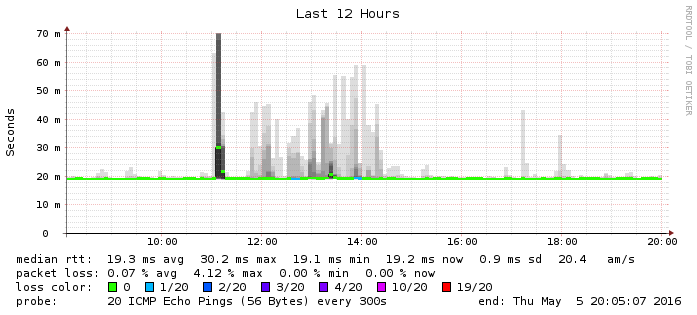 Last 12 Hours
RRDTOOL / TOBI OETIKER
Seconds
70 m
60 m
50 m
40 m
30 m
20 m
10 m
0
10:00 12:00 14:00 16:00 18:00 20:00
median rtt: 19.3 ms avg 30.2 ms max 19.1 ms min 19.2 ms now 0.9 ms sd 20.4 am/s
packet loss: 0.07 % avg 4.12 % max 0.00 % min 0.00 % now
loss color: 0 1/20 2/20 3/20 4/20 10/20 19/20
probe: 20 ICMP Echo Pings (56 Bytes) every 300s end: Thu May 5 20:05:07 2016